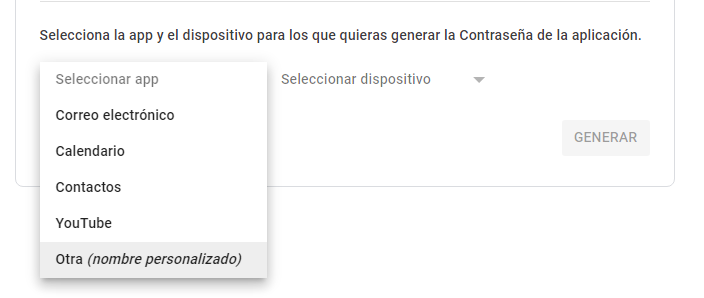 Selecciona la app y el dispositivo para los que quieras generar la Contraseña de la aplicación.
Seleccionar app
Seleccionar dispositivo
Correo electrónico
Calendario
GENERAR
Contactos
YouTube
Otra (nombre personalizado)